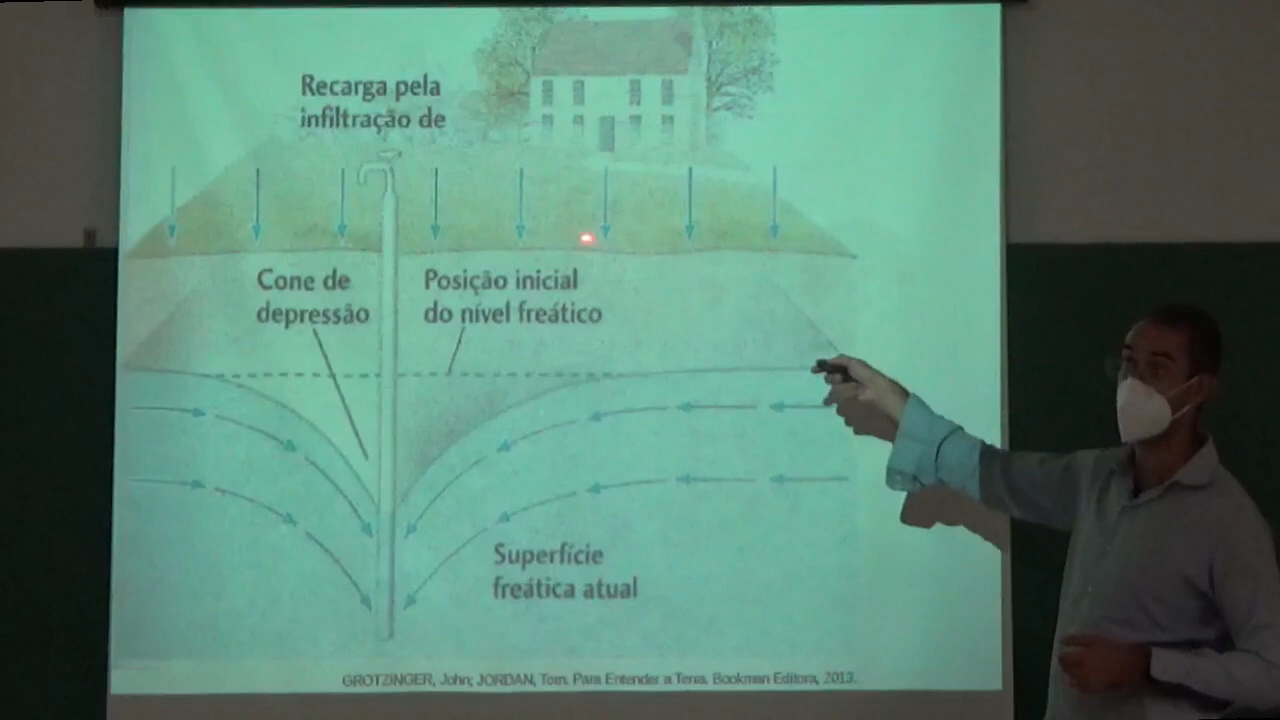 Recarga pela
infiltração de
Cone de
depressão
Posição inicial
do nível freático
Superfície
freática atual
GROTZINGER, John; JORDAN, Tom. Para Entender a Terra. Bookman Editora, 2013.